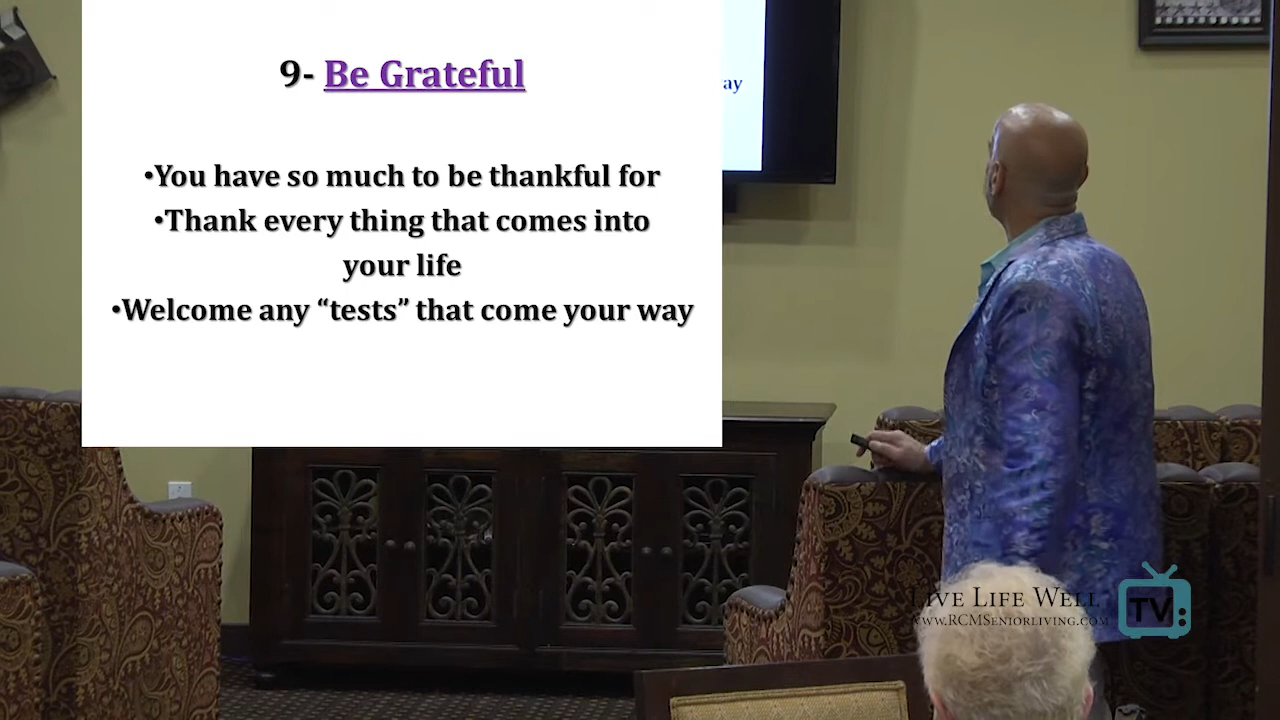 9- Be Grateful
ay
•You have so much to be thankful for
•Thank every thing that comes into
your life
•Welcome any “tests” that come your way
Live Life Well
www.RCMSeniorliving.com
TV